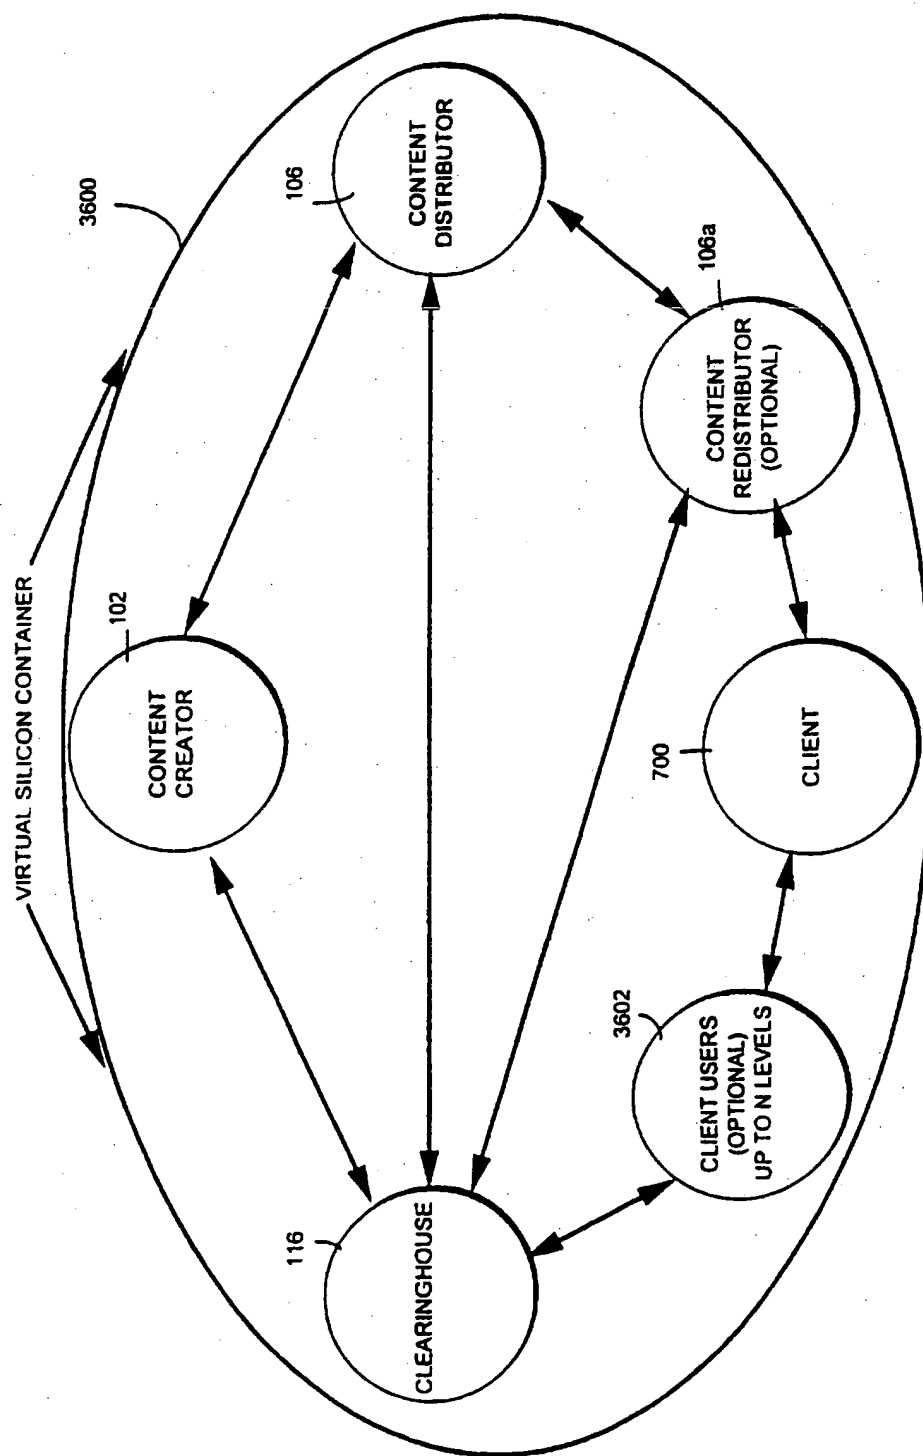 VIRTUAL SILICON CONTAINER
3600
102
CONTENT
CREATOR
106
CONTENT
DISTRIBUTOR
116
CLEARINGHOUSE
106a
CONTENT
REDISTRIBUTOR
(OPTIONAL)
3602
CLIENT USERS
(OPTIONAL)
UP TO N LEVELS
700
CLIENT